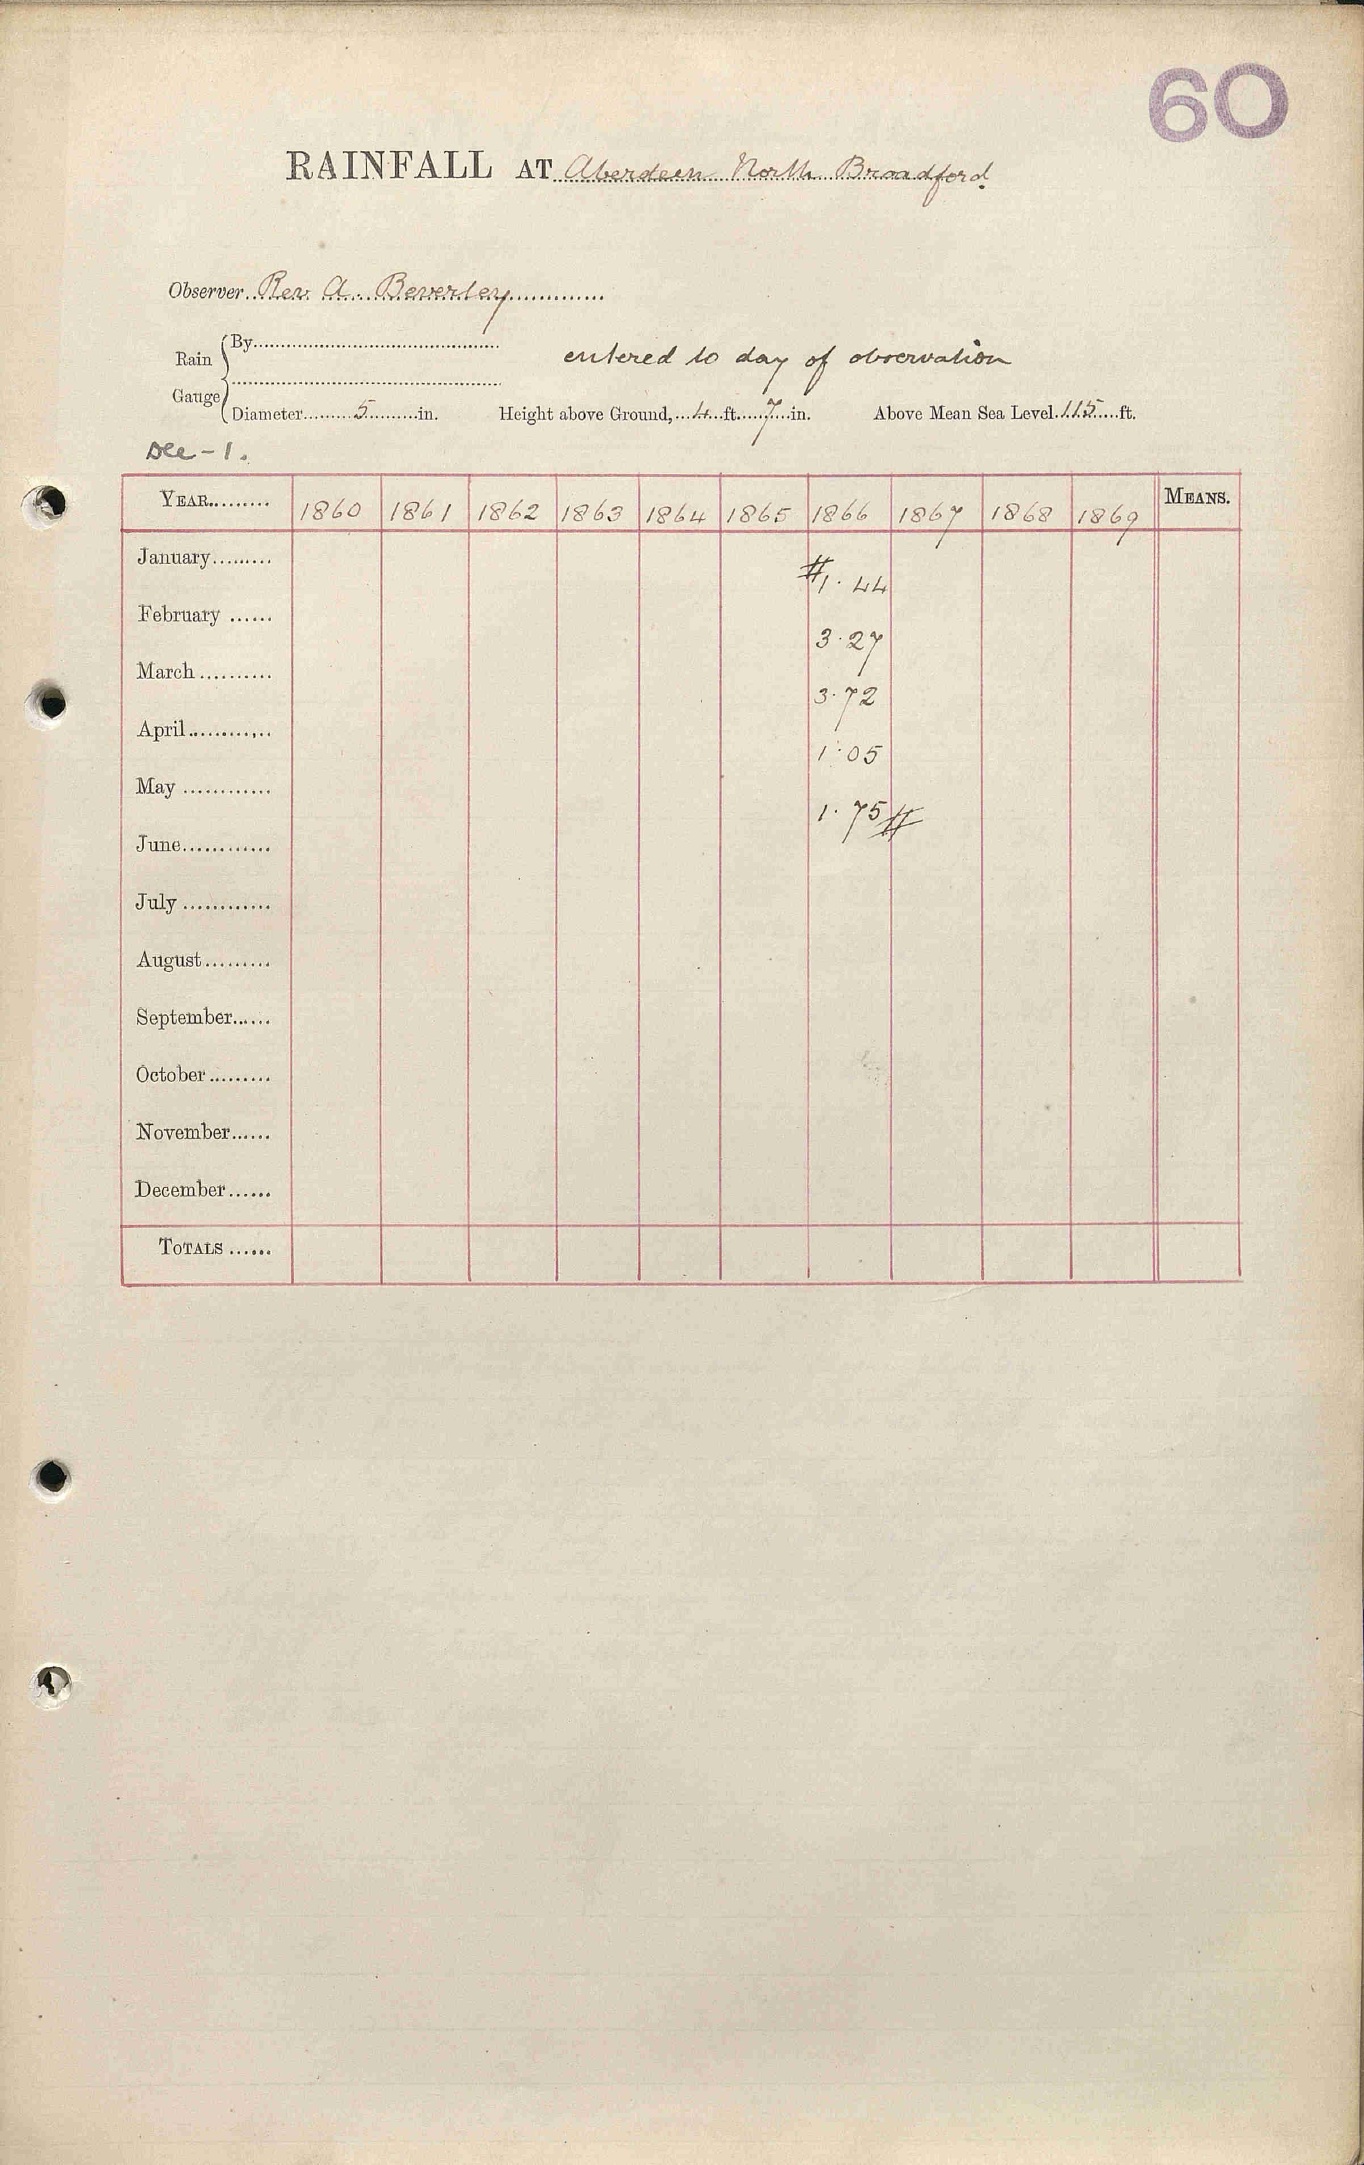 60
RAINFALL AT Aberdeen North Broadford
Observer Rev A. Beverley
Rain Gauge
By
entered to day of observation
Diameter 5 in. Height above Ground, 4 ft. 7 in. Above Mean Sea Level 115 ft.
Dec - 1.
YEAR 1860 1861 1862 1863 1864 1865 1866 1867 1868 1869 MEANS.
January # 1.44
February 3.27
March 3.72
April 1.05
May 1.75 #
June
July
August
September
October
November
December
TOTALS